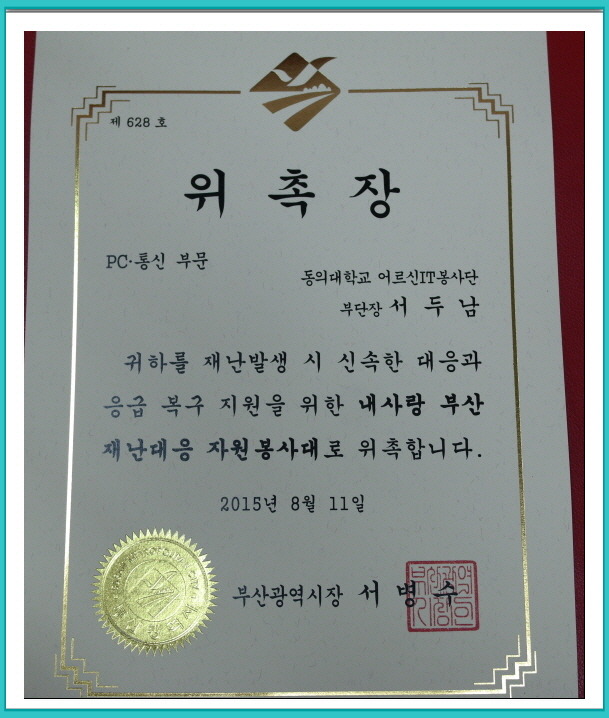 제 628 호
위 촉 장
PC·통신 부문
동의대학교 어르신IT봉사단
부단장 서 두 남
귀하를 재난발생 시 신속한 대응과
응급 복구 지원을 위한 내사랑 부산
재난대응 자원봉사대로 위촉합니다.
2015년 8월 11일
부산광역시장 서 병 수